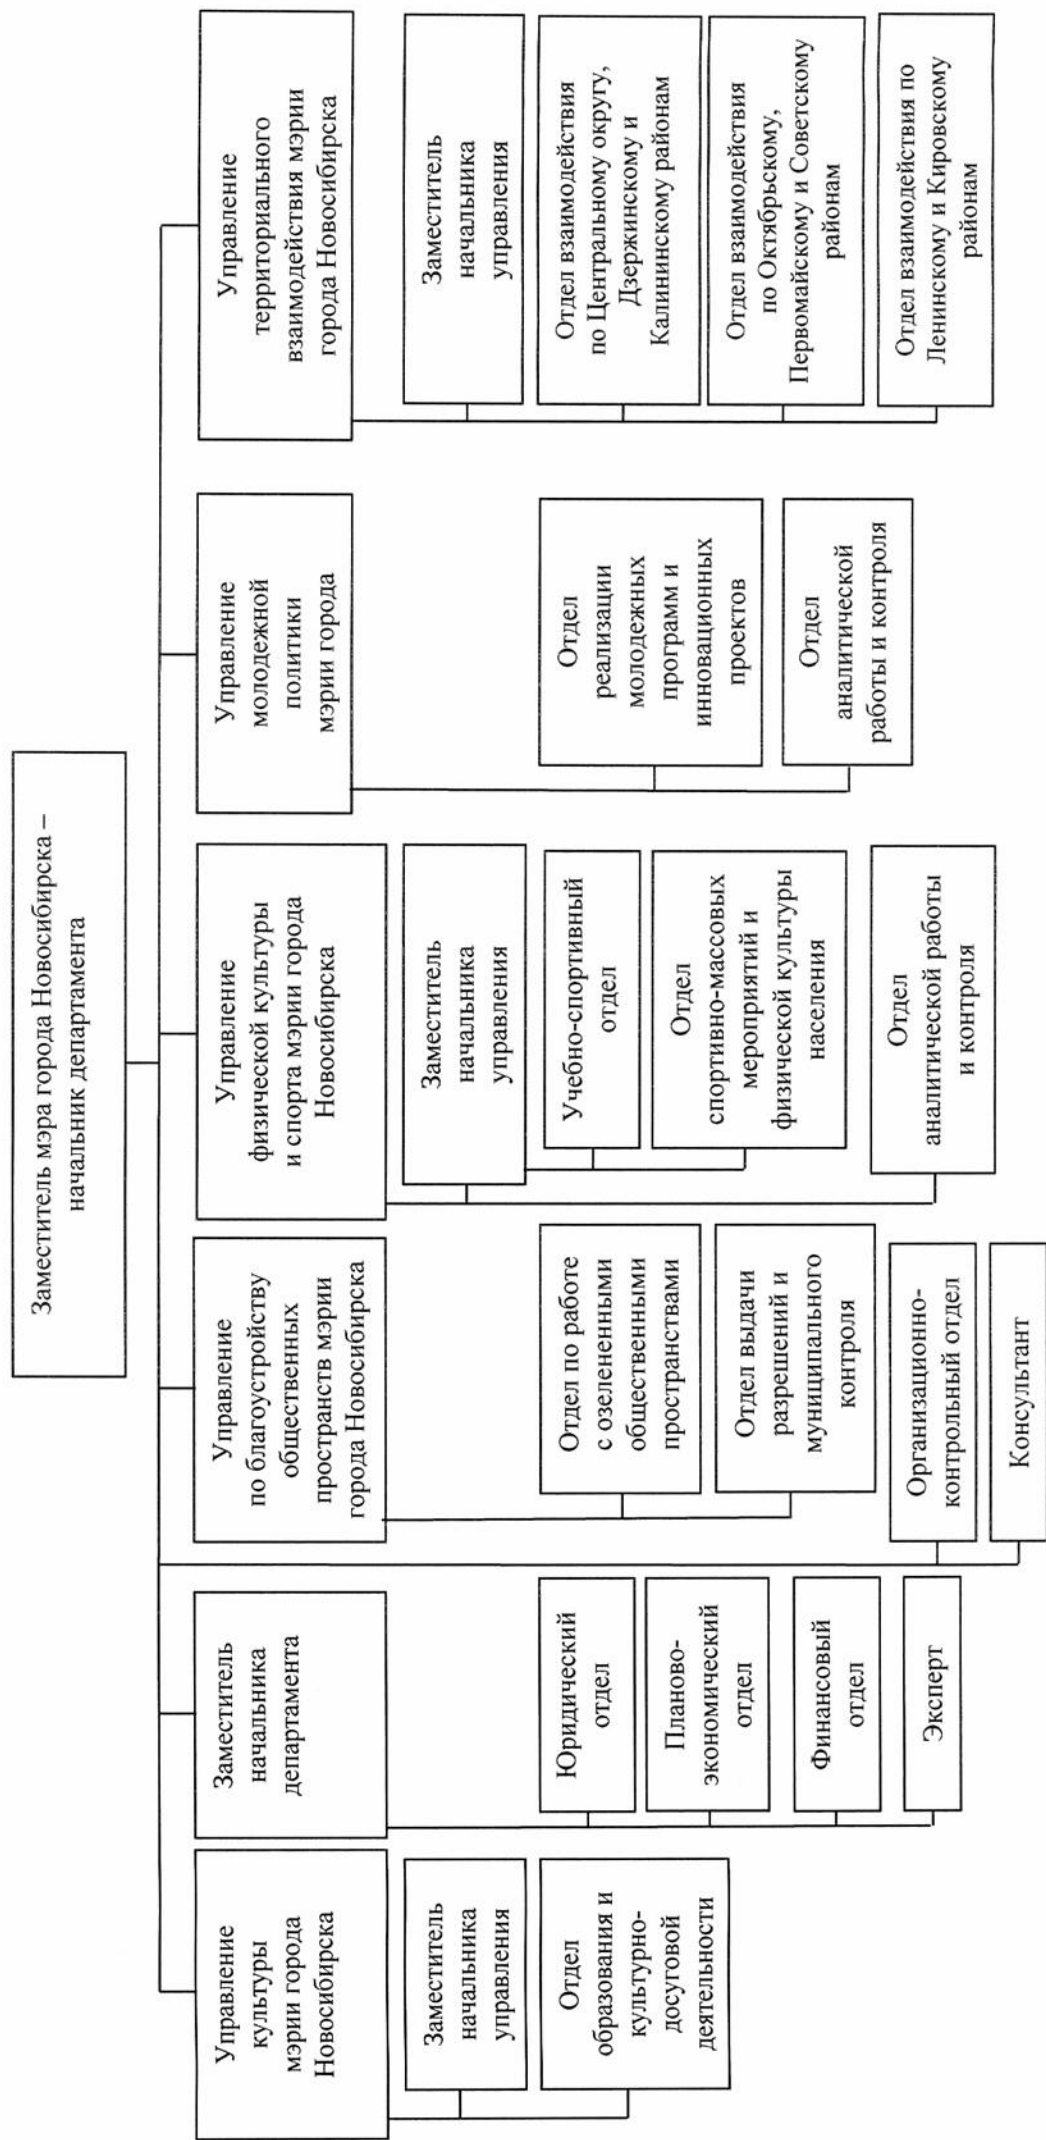 Заместитель мэра города Новосибирска –
начальник департамента
Управление
культуры
мэрии города
Новосибирска
Заместитель
начальника
управления
Отдел
образования и
культурно-
досуговой
деятельности
Заместитель
начальника
департамента
Юридический
отдел
Планово-
экономический
отдел
Финансовый
отдел
Эксперт
Управление
по благоустройству
общественных
пространств мэрии
города Новосибирска
Отдел по работе
с озелененными
общественными
пространствами
Отдел выдачи
разрешений и
муниципального
контроля
Организационно-
контрольный отдел
Консультант
Управление
физической культуры
и спорта мэрии города
Новосибирска
Заместитель
начальника
управления
Учебно-спортивный
отдел
Отдел
спортивно-массовых
мероприятий и
физической культуры
населения
Отдел
аналитической работы
и контроля
Управление
молодежной
политики
мэрии города
Отдел
реализации
молодежных
программ и
инновационных
проектов
Отдел
аналитической
работы и контроля
Управление
территориального
взаимодействия мэрии
города Новосибирска
Заместитель
начальника
управления
Отдел взаимодействия
по Центральному округу,
Дзержинскому и
Калининскому районам
Отдел взаимодействия
по Октябрьскому,
Первомайскому и Советскому
районам
Отдел взаимодействия по
Ленинскому и Кировскому
районам